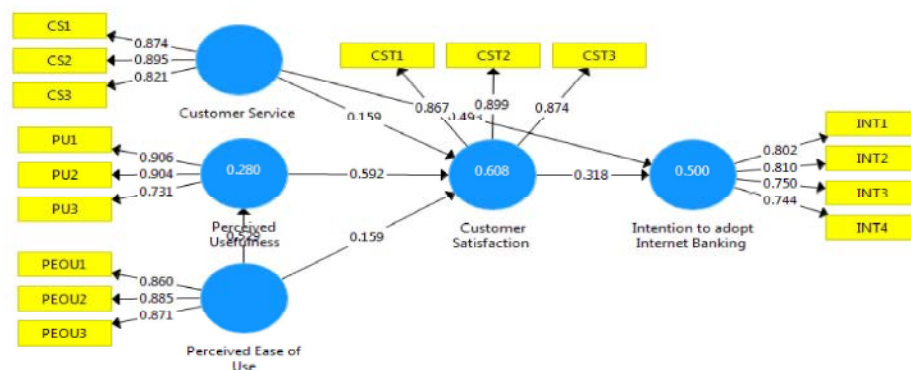 CS1
CS2
CS3
0.874
0.895
0.821
Customer Service
CST1
CST2
CST3
0.867
0.899
0.874
0.159
0.493
PU1
PU2
PU3
0.906
0.904
0.731
0.280
Perceived
Usefulness
0.592
0.608
Customer
Satisfaction
0.318
0.500
Intention to adopt
Internet Banking
0.802
0.810
0.750
0.744
INT1
INT2
INT3
INT4
0.529
0.159
PEOU1
PEOU2
PEOU3
0.860
0.885
0.871
Perceived Ease of
Use